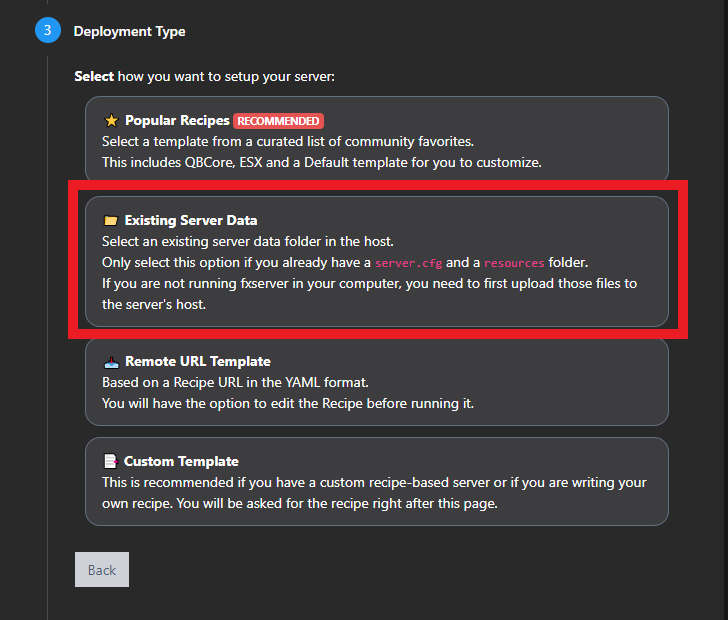 3 Deployment Type
Select how you want to setup your server:
Popular Recipes RECOMMENDED
Select a template from a curated list of community favorites.
This includes QBCore, ESX and a Default template for you to customize.
Existing Server Data
Select an existing server data folder in the host.
Only select this option if you already have a server.cfg and a resources folder.
If you are not running fxserver in your computer, you need to first upload those files to
the server's host.
Remote URL Template
Based on a Recipe URL in the YAML format.
You will have the option to edit the Recipe before running it.
Custom Template
This is recommended if you have a custom recipe-based server or if you are writing your
own recipe. You will be asked for the recipe right after this page.
Back